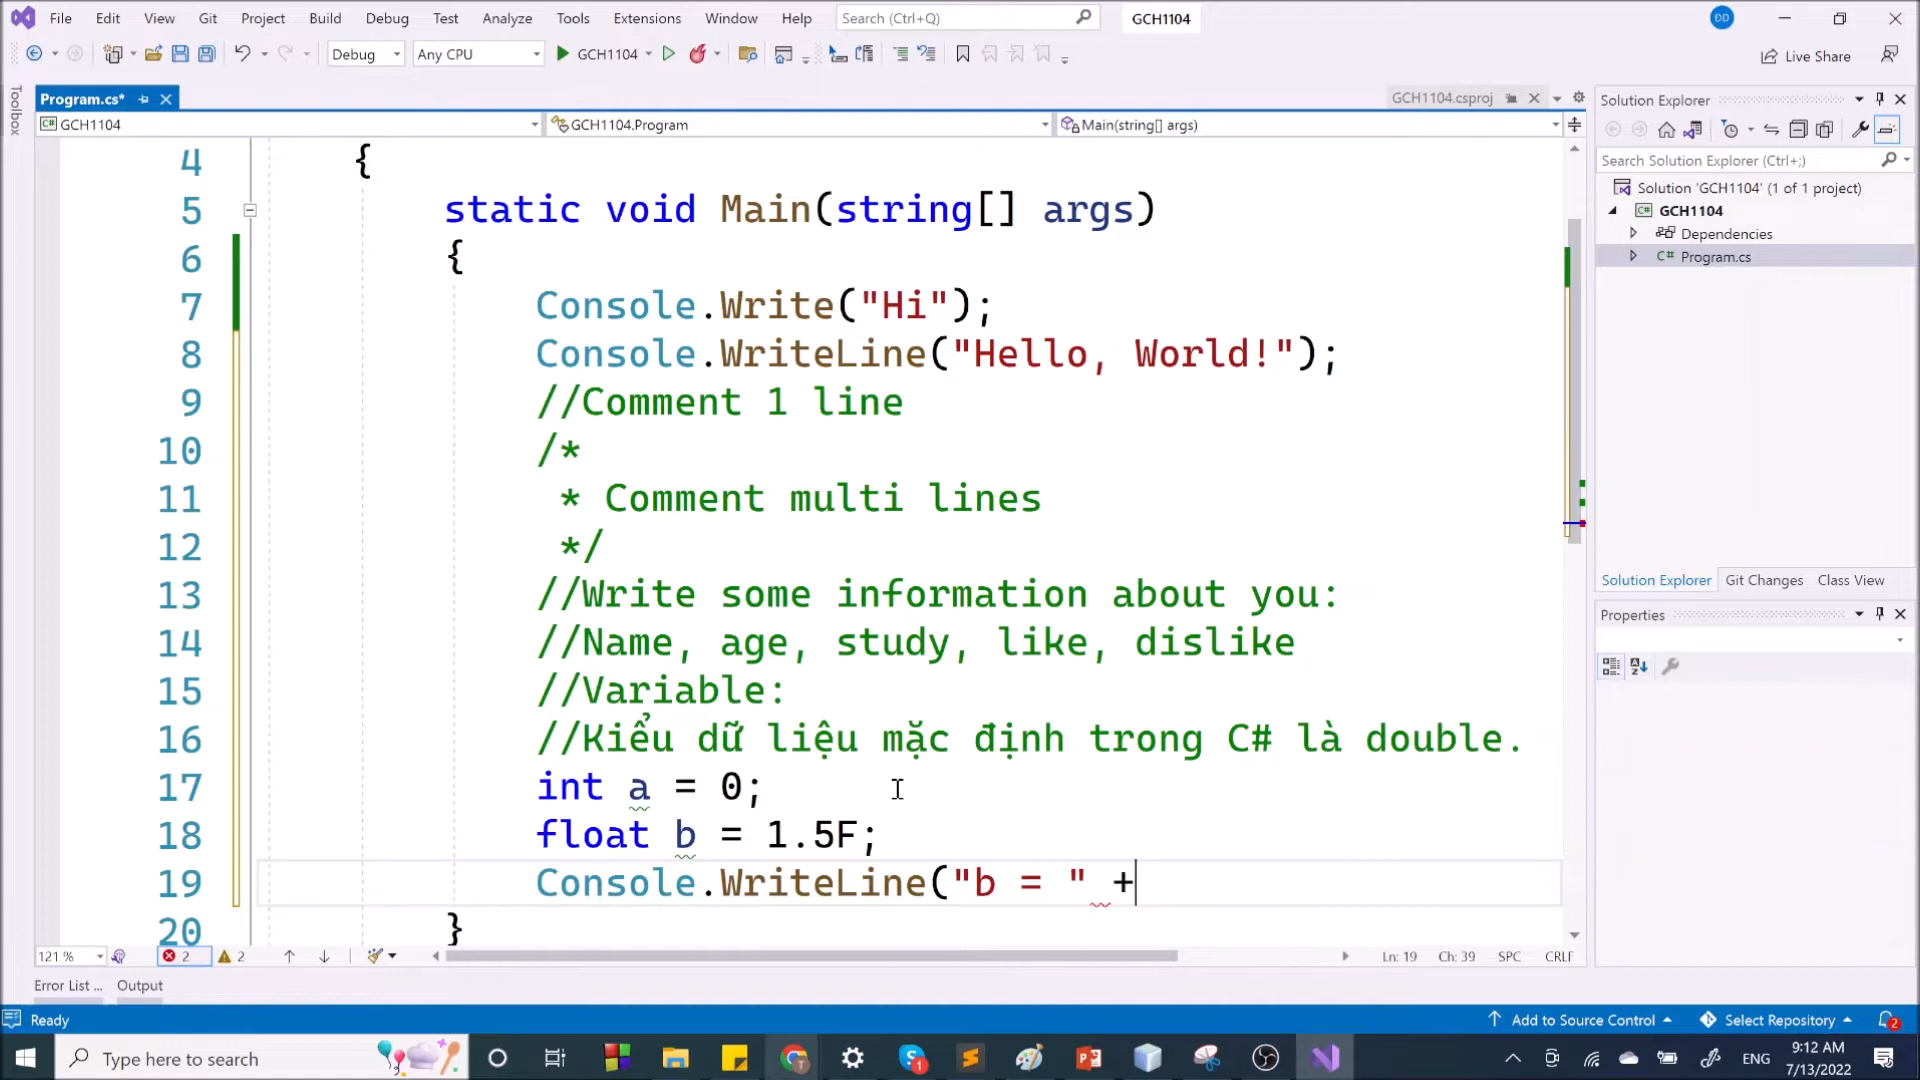 File Edit View Git Project Build Debug Test Analyze Tools Extensions Window Help Search (Ctrl+Q) GCH1104 ĐD
Debug Any CPU GCH1104 Live Share
Toolbox
Program.cs* GCH1104.csproj
GCH1104 GCH1104.Program Main(string[] args)
4 {
5 static void Main(string[] args)
6 {
7 Console.Write("Hi");
8 Console.WriteLine("Hello, World!");
9 //Comment 1 line
10 /*
11 * Comment multi lines
12 */
13 //Write some information about you:
14 //Name, age, study, like, dislike
15 //Variable:
16 //Kiểu dữ liệu mặc định trong C# là double.
17 int a = 0;
18 float b = 1.5F;
19 Console.WriteLine("b = " +
20 }
121 % 2 2 Ln: 19 Ch: 39 SPC CRLF
Error List ... Output
Solution Explorer
Search Solution Explorer (Ctrl+;)
Solution 'GCH1104' (1 of 1 project)
GCH1104
Dependencies
C# Program.cs
Solution Explorer Git Changes Class View
Properties
Ready Add to Source Control Select Repository 2
Type here to search ENG 9:12 AM
7/13/2022